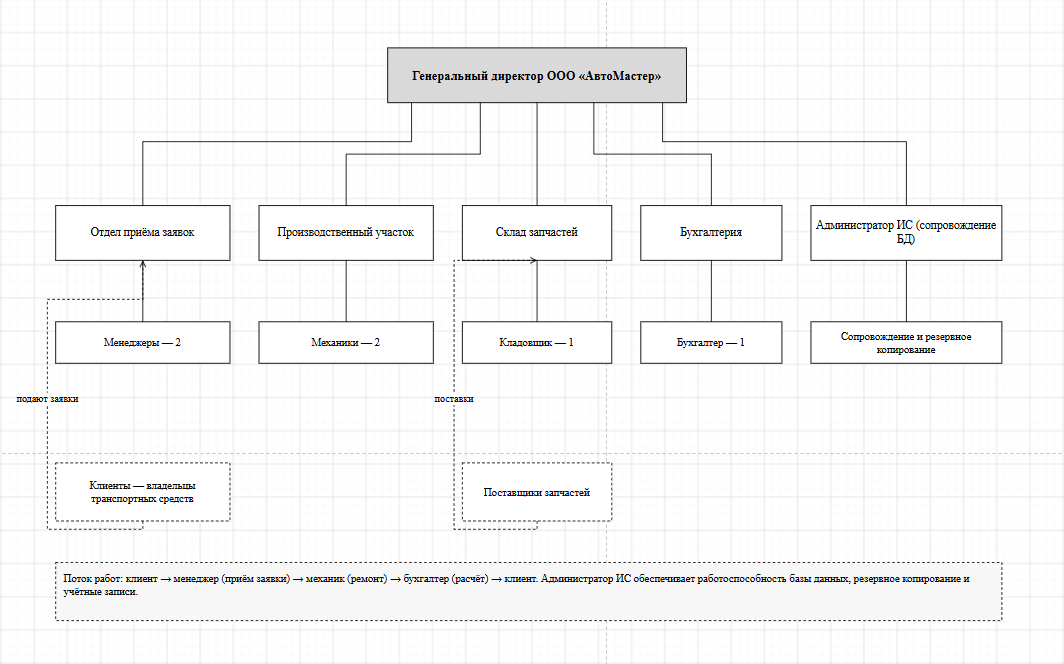 Генеральный директор ООО «АвтоМастер»
Отдел приёма заявок
Производственный участок
Склад запчастей
Бухгалтерия
Администратор ИС (сопровождение
БД)
Менеджеры — 2
Механики — 2
Кладовщик — 1
Бухгалтер — 1
Сопровождение и резервное
копирование
подают заявки
поставки
Клиенты — владельцы
транспортных средств
Поставщики запчастей
Поток работ: клиент → менеджер (приём заявки) → механик (ремонт) → бухгалтер (расчёт) → клиент. Администратор ИС обеспечивает работоспособность базы данных, резервное копирование и
учётные записи.